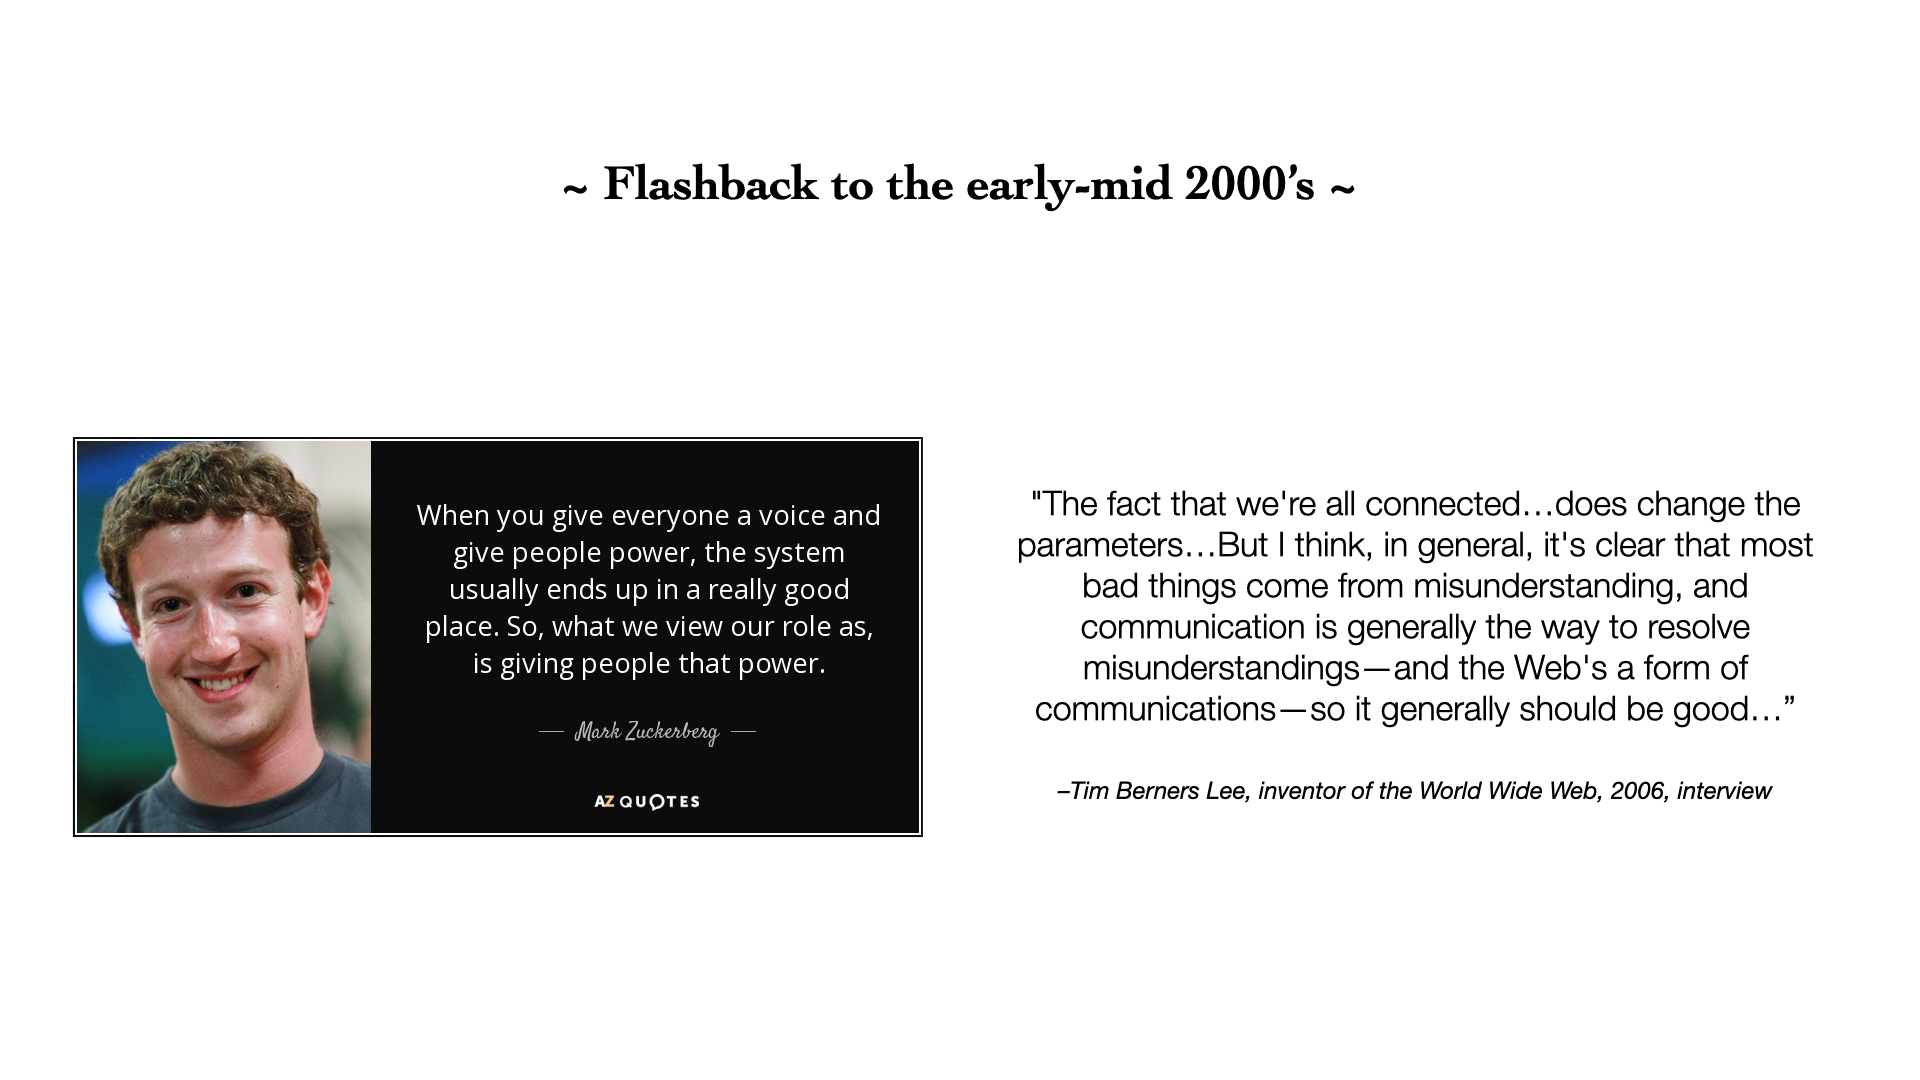 ~ Flashback to the early-mid 2000’s ~
When you give everyone a voice and
give people power, the system
usually ends up in a really good
place. So, what we view our role as,
is giving people that power.
— Mark Zuckerberg —
AZ QUOTES
"The fact that we're all connected…does change the
parameters…But I think, in general, it's clear that most
bad things come from misunderstanding, and
communication is generally the way to resolve
misunderstandings—and the Web's a form of
communications—so it generally should be good…”
–Tim Berners Lee, inventor of the World Wide Web, 2006, interview